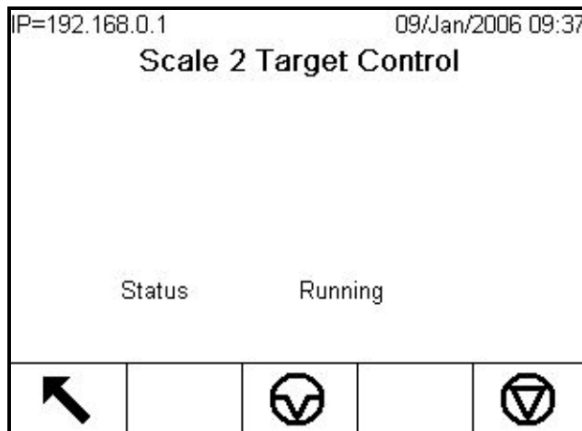 IP=192.168.0.1 09/Jan/2006 09:37
Scale 2 Target Control
Status Running